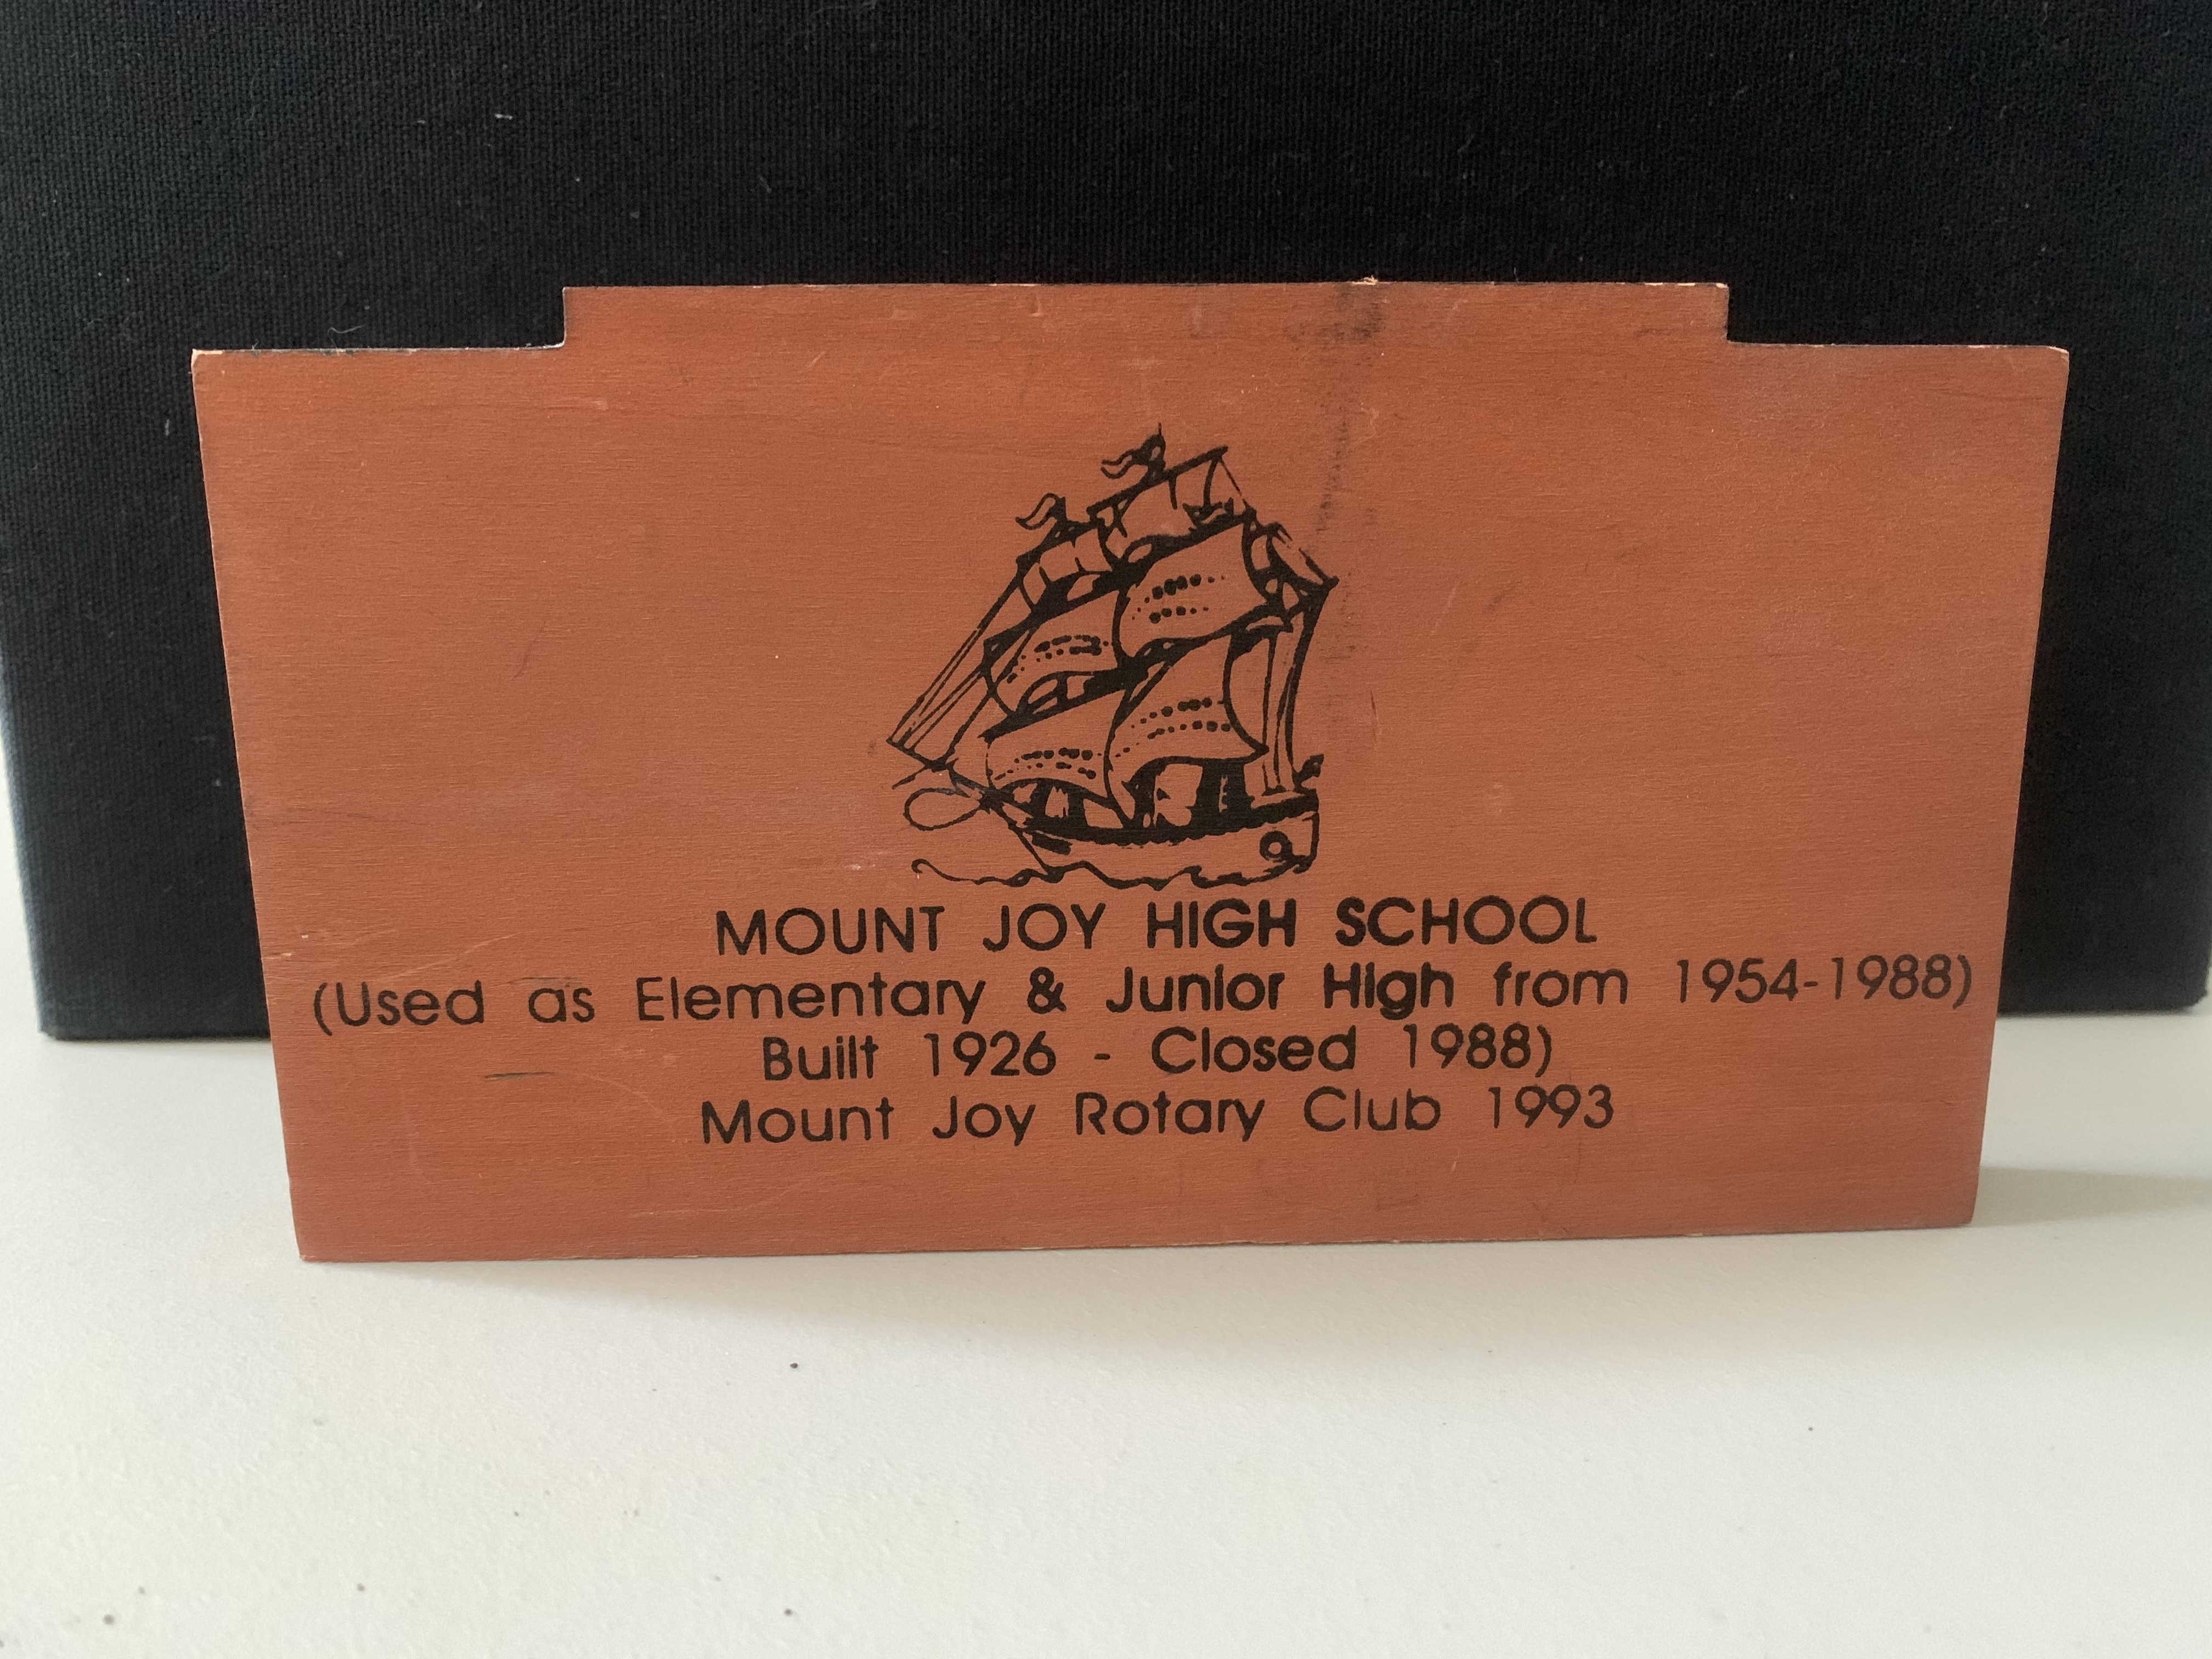 MOUNT JOY HIGH SCHOOL
(Used as Elementary & Junior High from 1954-1988)
Built 1926 - Closed 1988)
Mount Joy Rotary Club 1993